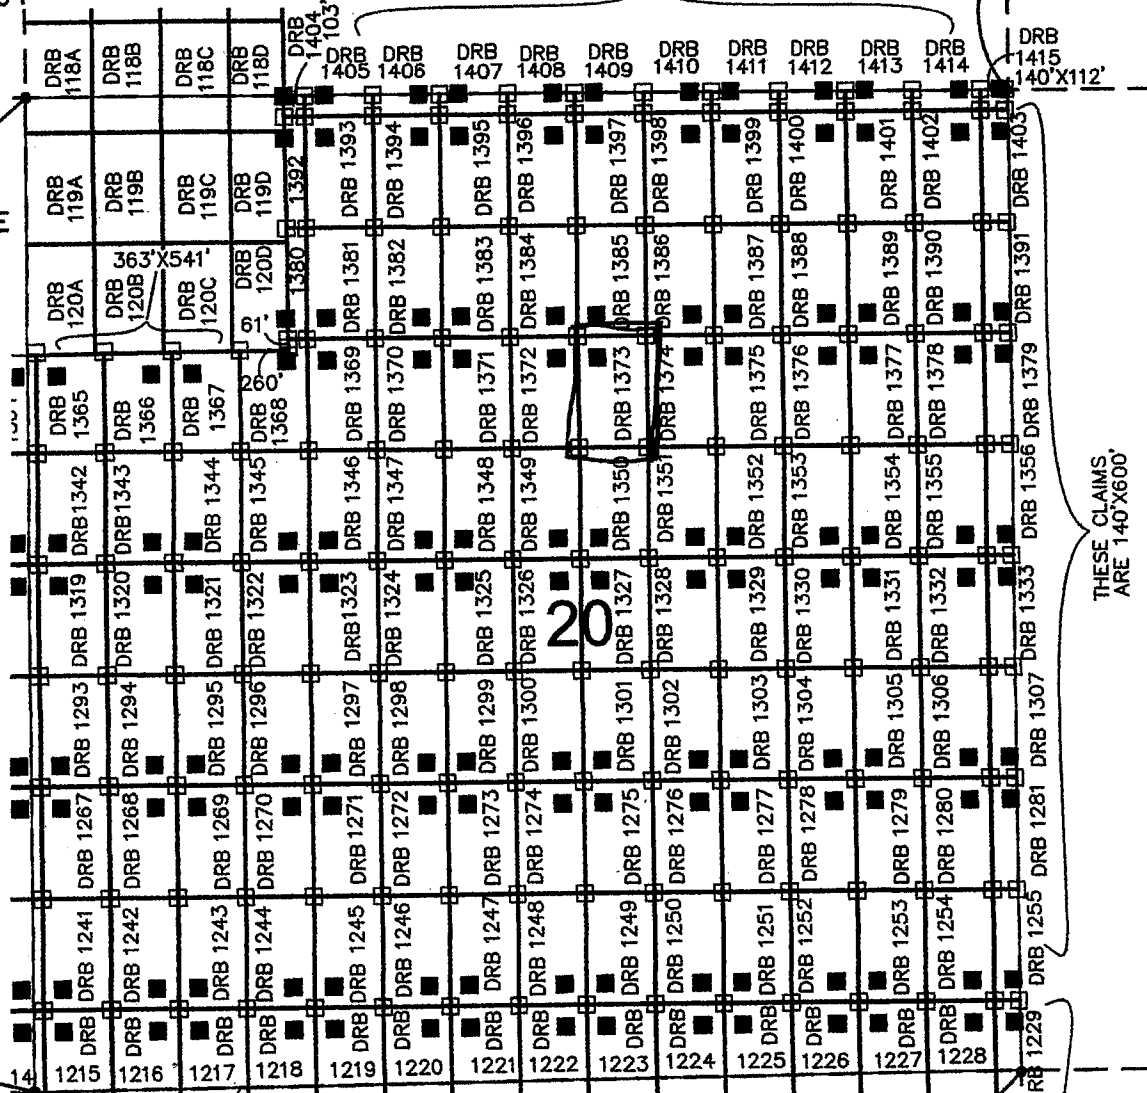 DRB 118A
DRB 118B
DRB 118C
DRB 118D
DRB 1404
103'
DRB 1405
DRB 1406
DRB 1407
DRB 1408
DRB 1409
DRB 1410
DRB 1411
DRB 1412
DRB 1413
DRB 1414
DRB 1415
140'X112'
DRB 119A
DRB 119B
DRB 119C
DRB 119D
1392
DRB 1393
DRB 1394
DRB 1395
DRB 1396
DRB 1397
DRB 1398
DRB 1399
DRB 1400
DRB 1401
DRB 1402
DRB 1403
363'X541'
DRB 120A
DRB 120B
DRB 120C
DRB 120D
1380
DRB 1381
DRB 1382
DRB 1383
DRB 1384
DRB 1385
DRB 1386
DRB 1387
DRB 1388
DRB 1389
DRB 1390
DRB 1391
61'
260'
DRB 1365
DRB 1366
DRB 1367
DRB 1368
DRB 1369
DRB 1370
DRB 1371
DRB 1372
DRB 1373
DRB 1374
DRB 1375
DRB 1376
DRB 1377
DRB 1378
DRB 1379
DRB 1342
DRB 1343
DRB 1344
DRB 1345
DRB 1346
DRB 1347
DRB 1348
DRB 1349
DRB 1350
DRB 1351
DRB 1352
DRB 1353
DRB 1354
DRB 1355
DRB 1356
THESE CLAIMS
ARE 140'X600'
DRB 1319
DRB 1320
DRB 1321
DRB 1322
DRB 1323
DRB 1324
DRB 1325
DRB 1326
DRB 1327
DRB 1328
DRB 1329
DRB 1330
DRB 1331
DRB 1332
DRB 1333
20
DRB 1293
DRB 1294
DRB 1295
DRB 1296
DRB 1297
DRB 1298
DRB 1299
DRB 1300
DRB 1301
DRB 1302
DRB 1303
DRB 1304
DRB 1305
DRB 1306
DRB 1307
DRB 1267
DRB 1268
DRB 1269
DRB 1270
DRB 1271
DRB 1272
DRB 1273
DRB 1274
DRB 1275
DRB 1276
DRB 1277
DRB 1278
DRB 1279
DRB 1280
DRB 1281
DRB 1241
DRB 1242
DRB 1243
DRB 1244
DRB 1245
DRB 1246
DRB 1247
DRB 1248
DRB 1249
DRB 1250
DRB 1251
DRB 1252
DRB 1253
DRB 1254
DRB 1255
14
DRB 1215
DRB 1216
DRB 1217
DRB 1218
DRB 1219
DRB 1220
DRB 1221
DRB 1222
DRB 1223
DRB 1224
DRB 1225
DRB 1226
DRB 1227
DRB 1228
RB 1229